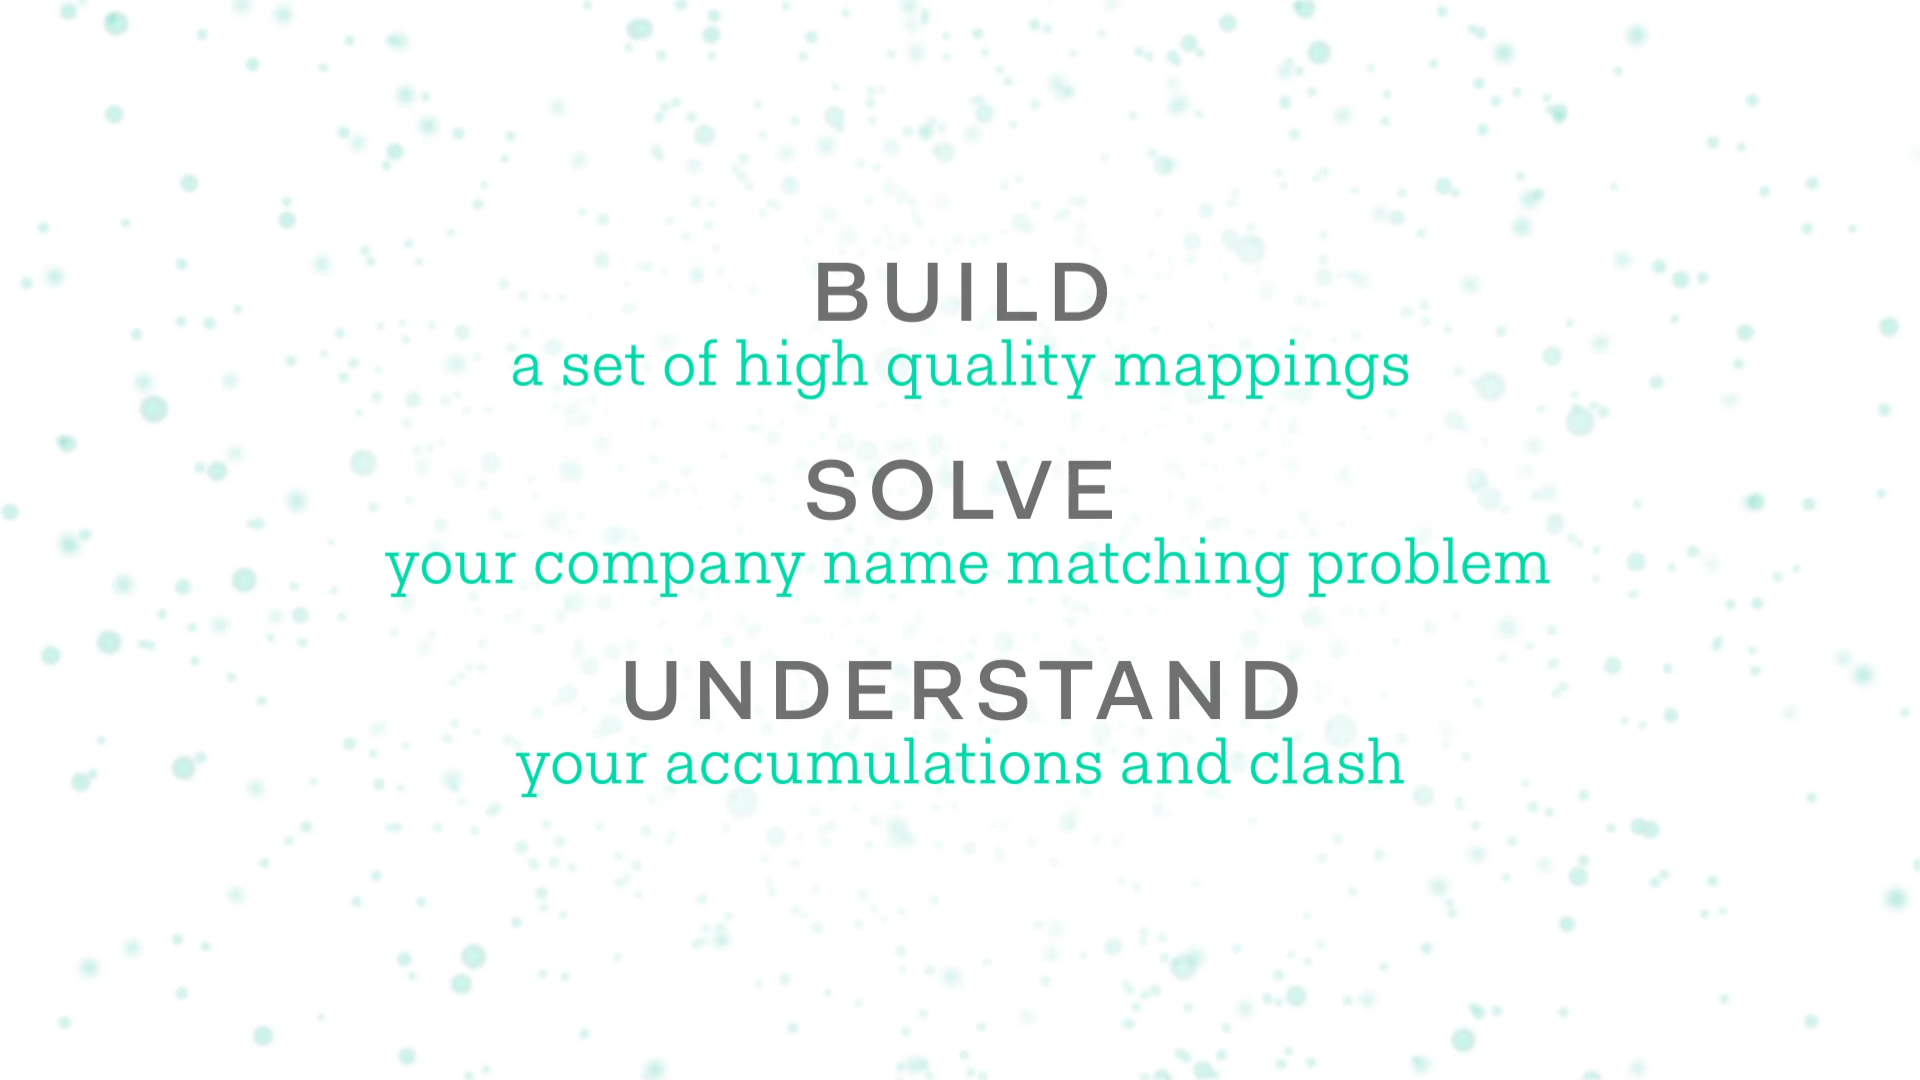 BUILD
a set of high quality mappings
SOLVE
your company name matching problem
UNDERSTAND
your accumulations and clash